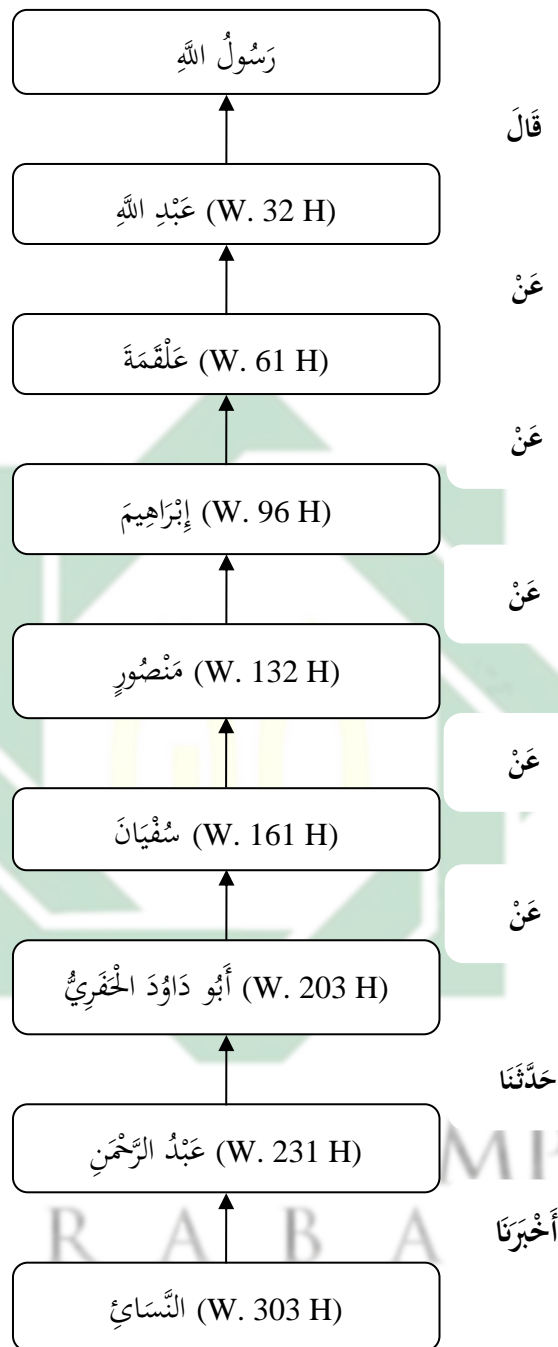 رَسُولُ اللَّهِ
قَالَ
عَبْدِ اللَّهِ (W. 32 H)
عَنْ
عَلْقَمَةَ (W. 61 H)
عَنْ
إِبْرَاهِيمَ (W. 96 H)
عَنْ
مَنْصُورٍ (W. 132 H)
عَنْ
سُفْيَانَ (W. 161 H)
عَنْ
أَبُو دَاوُدَ الْحَفَرِيُّ (W. 203 H)
حَدَّثَنَا
عَبْدُ الرَّحْمَنِ (W. 231 H)
أَخْبَرَنَا
النَّسَائِ (W. 303 H)